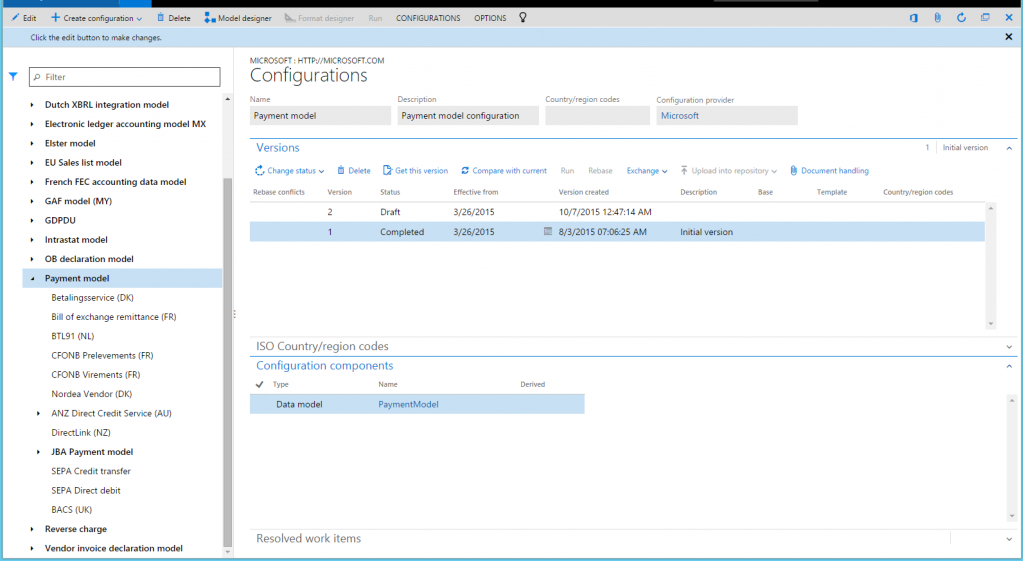 Edit Create configuration Delete Model designer Format designer Run CONFIGURATIONS OPTIONS
Click the edit button to make changes.
Filter
Dutch XBRL integration model
Electronic ledger accounting model MX
Elster model
EU Sales list model
French FEC accounting data model
GAF model (MY)
GDPDU
Intrastat model
OB declaration model
Payment model
Betalingsservice (DK)
Bill of exchange remittance (FR)
BTL91 (NL)
CFONB Prelevements (FR)
CFONB Virements (FR)
Nordea Vendor (DK)
ANZ Direct Credit Service (AU)
DirectLink (NZ)
JBA Payment model
SEPA Credit transfer
SEPA Direct debit
BACS (UK)
Reverse charge
Vendor invoice declaration model
MICROSOFT : HTTP://MICROSOFT.COM
Configurations
Name Description Country/region codes Configuration provider
Payment model Payment model configuration Microsoft
Versions 1 Initial version
Change status Delete Get this version Compare with current Run Rebase Exchange Upload into repository Document handling
Rebase conflicts Version Status Effective from Version created Description Base Template Country/region codes
2 Draft 3/26/2015 10/7/2015 12:47:14 AM
1 Completed 3/26/2015 8/3/2015 07:06:25 AM Initial version
ISO Country/region codes
Configuration components
Type Name Derived
Data model PaymentModel
Resolved work items